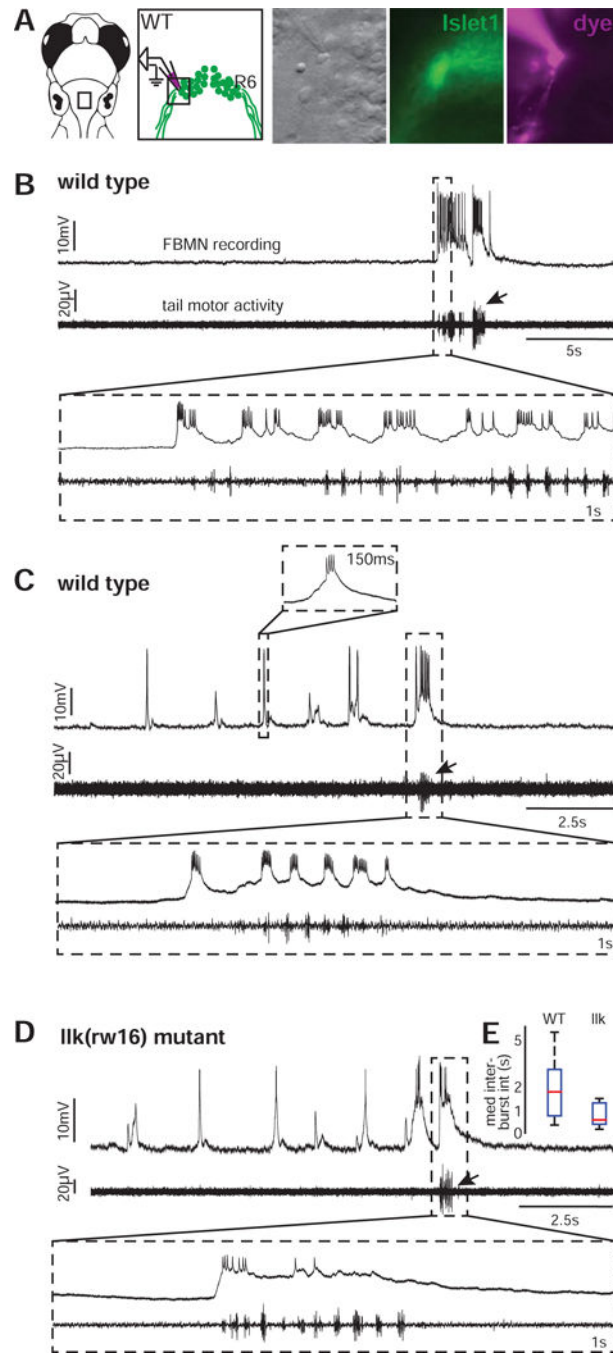 A
WT
R6
Islet1
dye
B wild type
10mV
FBMN recording
20µV
tail motor activity
5s
1s
C wild type
150ms
10mV
20µV
2.5s
1s
D llk(rw16) mutant
E
WT llk
med inter-
burst int (s)
5
2
1
0
10mV
20µV
2.5s
1s